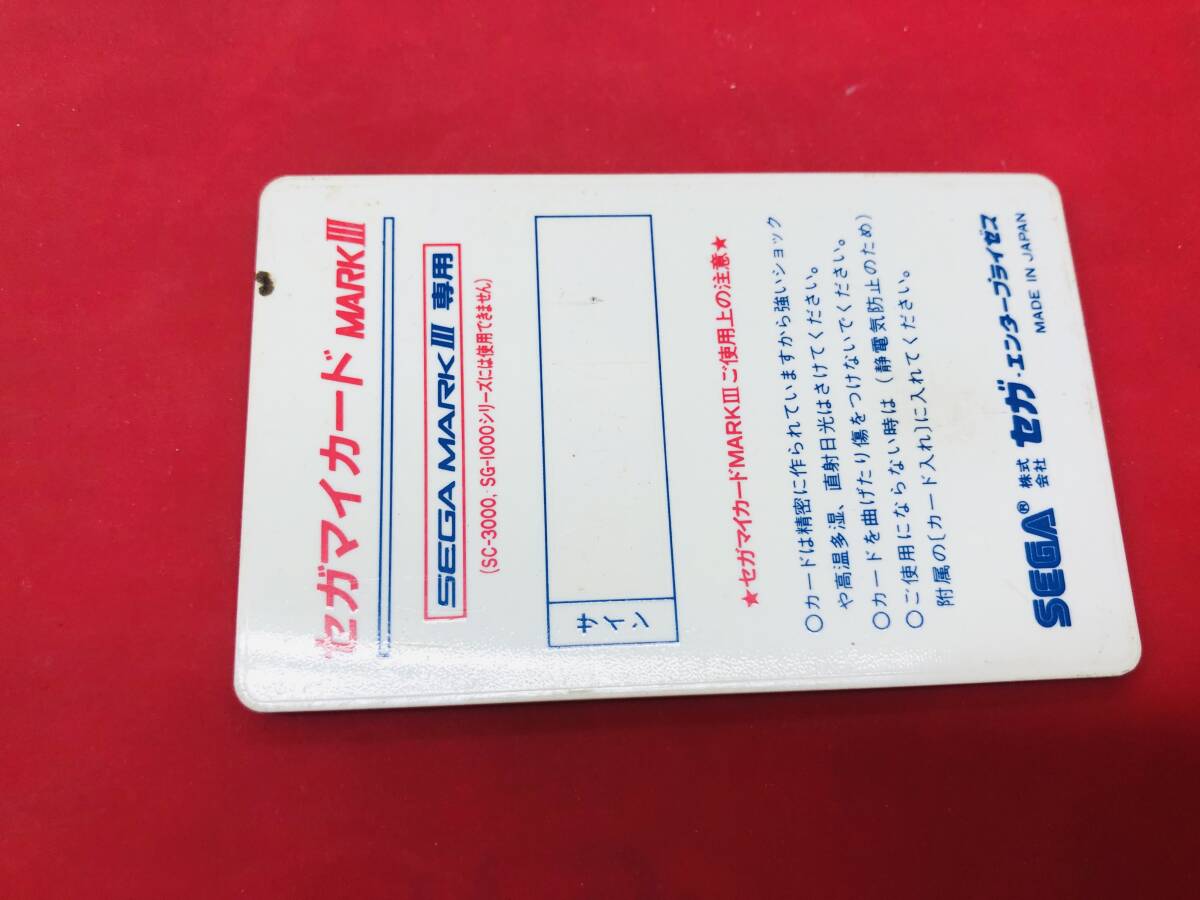 セガマイカード MARKⅢ
SEGA MARKⅢ 専用
(SC-3000, SG-1000シリーズには使用できません)
サイン
★セガマイカードMARKⅢご使用上の注意★
○カードは精密に作られていますから強いショック
や高温多湿、直射日光はさけてください。
○カードを曲げたり傷をつけないでください。
○ご使用にならない時は(静電気防止のため)
附属の〔カード入れ〕に入れてください。
SEGA® 株式会社 セガ・エンタープライゼス
MADE IN JAPAN